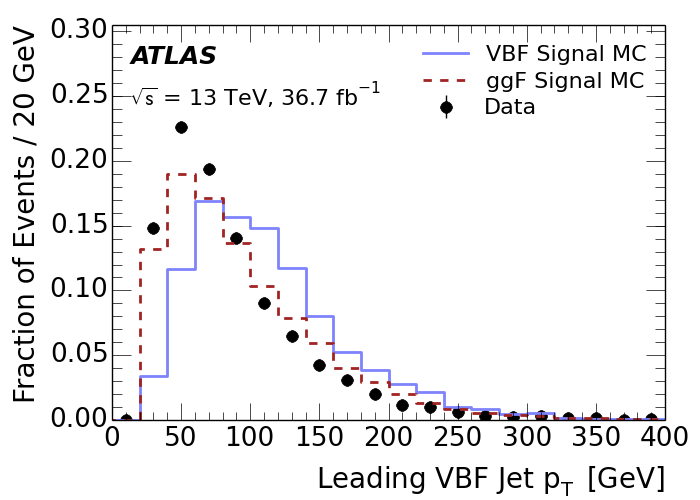 0.30
0.25
0.20
0.15
0.10
0.05
0.00
Fraction of Events / 20 GeV
ATLAS
√s = 13 TeV, 36.7 fb⁻¹
VBF Signal MC
ggF Signal MC
Data
0 50 100 150 200 250 300 350 400
Leading VBF Jet p_T [GeV]